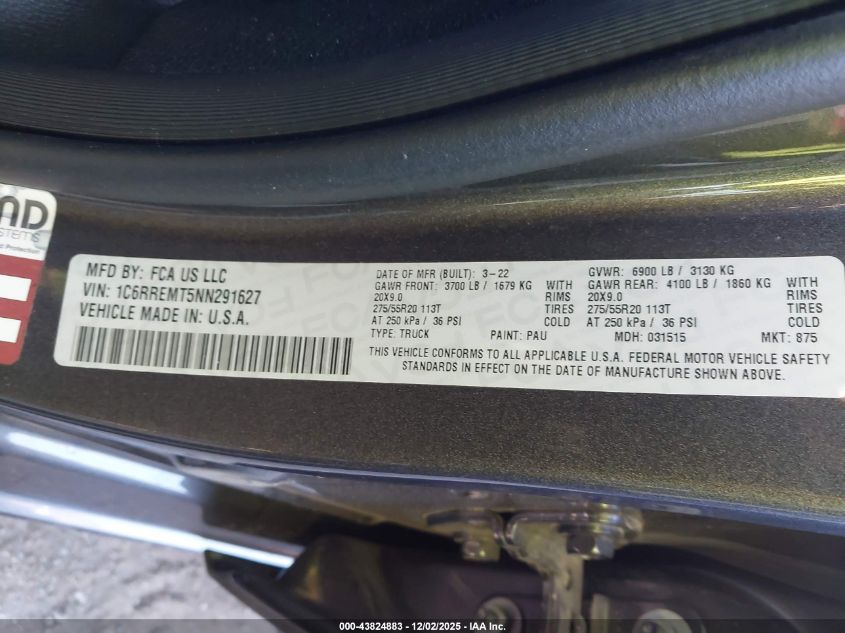 AD
STEMS
Protection
E
MFD BY: FCA US LLC
VIN: 1C6RREMT5NN291627
VEHICLE MADE IN: U.S.A.
DATE OF MFR (BUILT): 3-22 GVWR: 6900 LB / 3130 KG
GAWR FRONT: 3700 LB / 1679 KG WITH GAWR REAR: 4100 LB / 1860 KG WITH
20X9.0 RIMS 20X9.0 RIMS
275/55R20 113T TIRES 275/55R20 113T TIRES
AT 250 kPa / 36 PSI COLD AT 250 kPa / 36 PSI COLD
TYPE: TRUCK PAINT: PAU MDH: 031515 MKT: 875
THIS VEHICLE CONFORMS TO ALL APPLICABLE U.S.A. FEDERAL MOTOR VEHICLE SAFETY
STANDARDS IN EFFECT ON THE DATE OF MANUFACTURE SHOWN ABOVE.
000-43824883 - 12/02/2025 - IAA Inc.